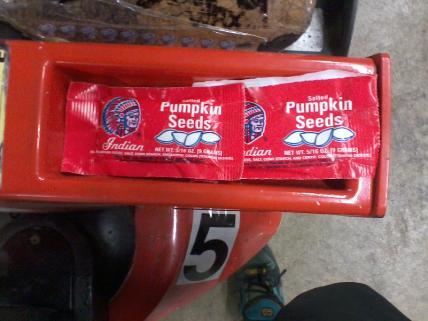 Salted
Pumpkin
Seeds
Indian
NET WT. 5/16 OZ. (9 GRAMS)
Salted
Pumpkin
Seeds
Indian
NET WT. 5/16 OZ. (9 GRAMS)
5